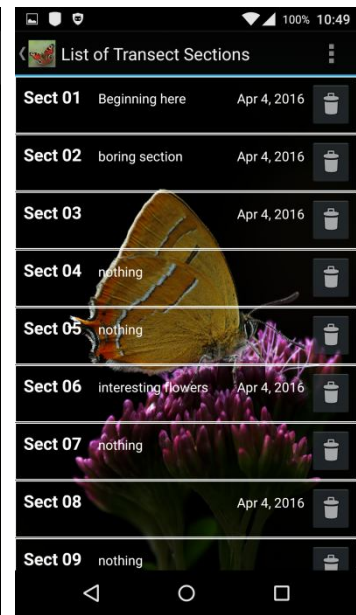 100% 10:49
List of Transect Sections
Sect 01 Beginning here Apr 4, 2016
Sect 02 boring section Apr 4, 2016
Sect 03 Apr 4, 2016
Sect 04 nothing
Sect 05 nothing
Sect 06 interesting flowers Apr 4, 2016
Sect 07 nothing
Sect 08 Apr 4, 2016
Sect 09 nothing